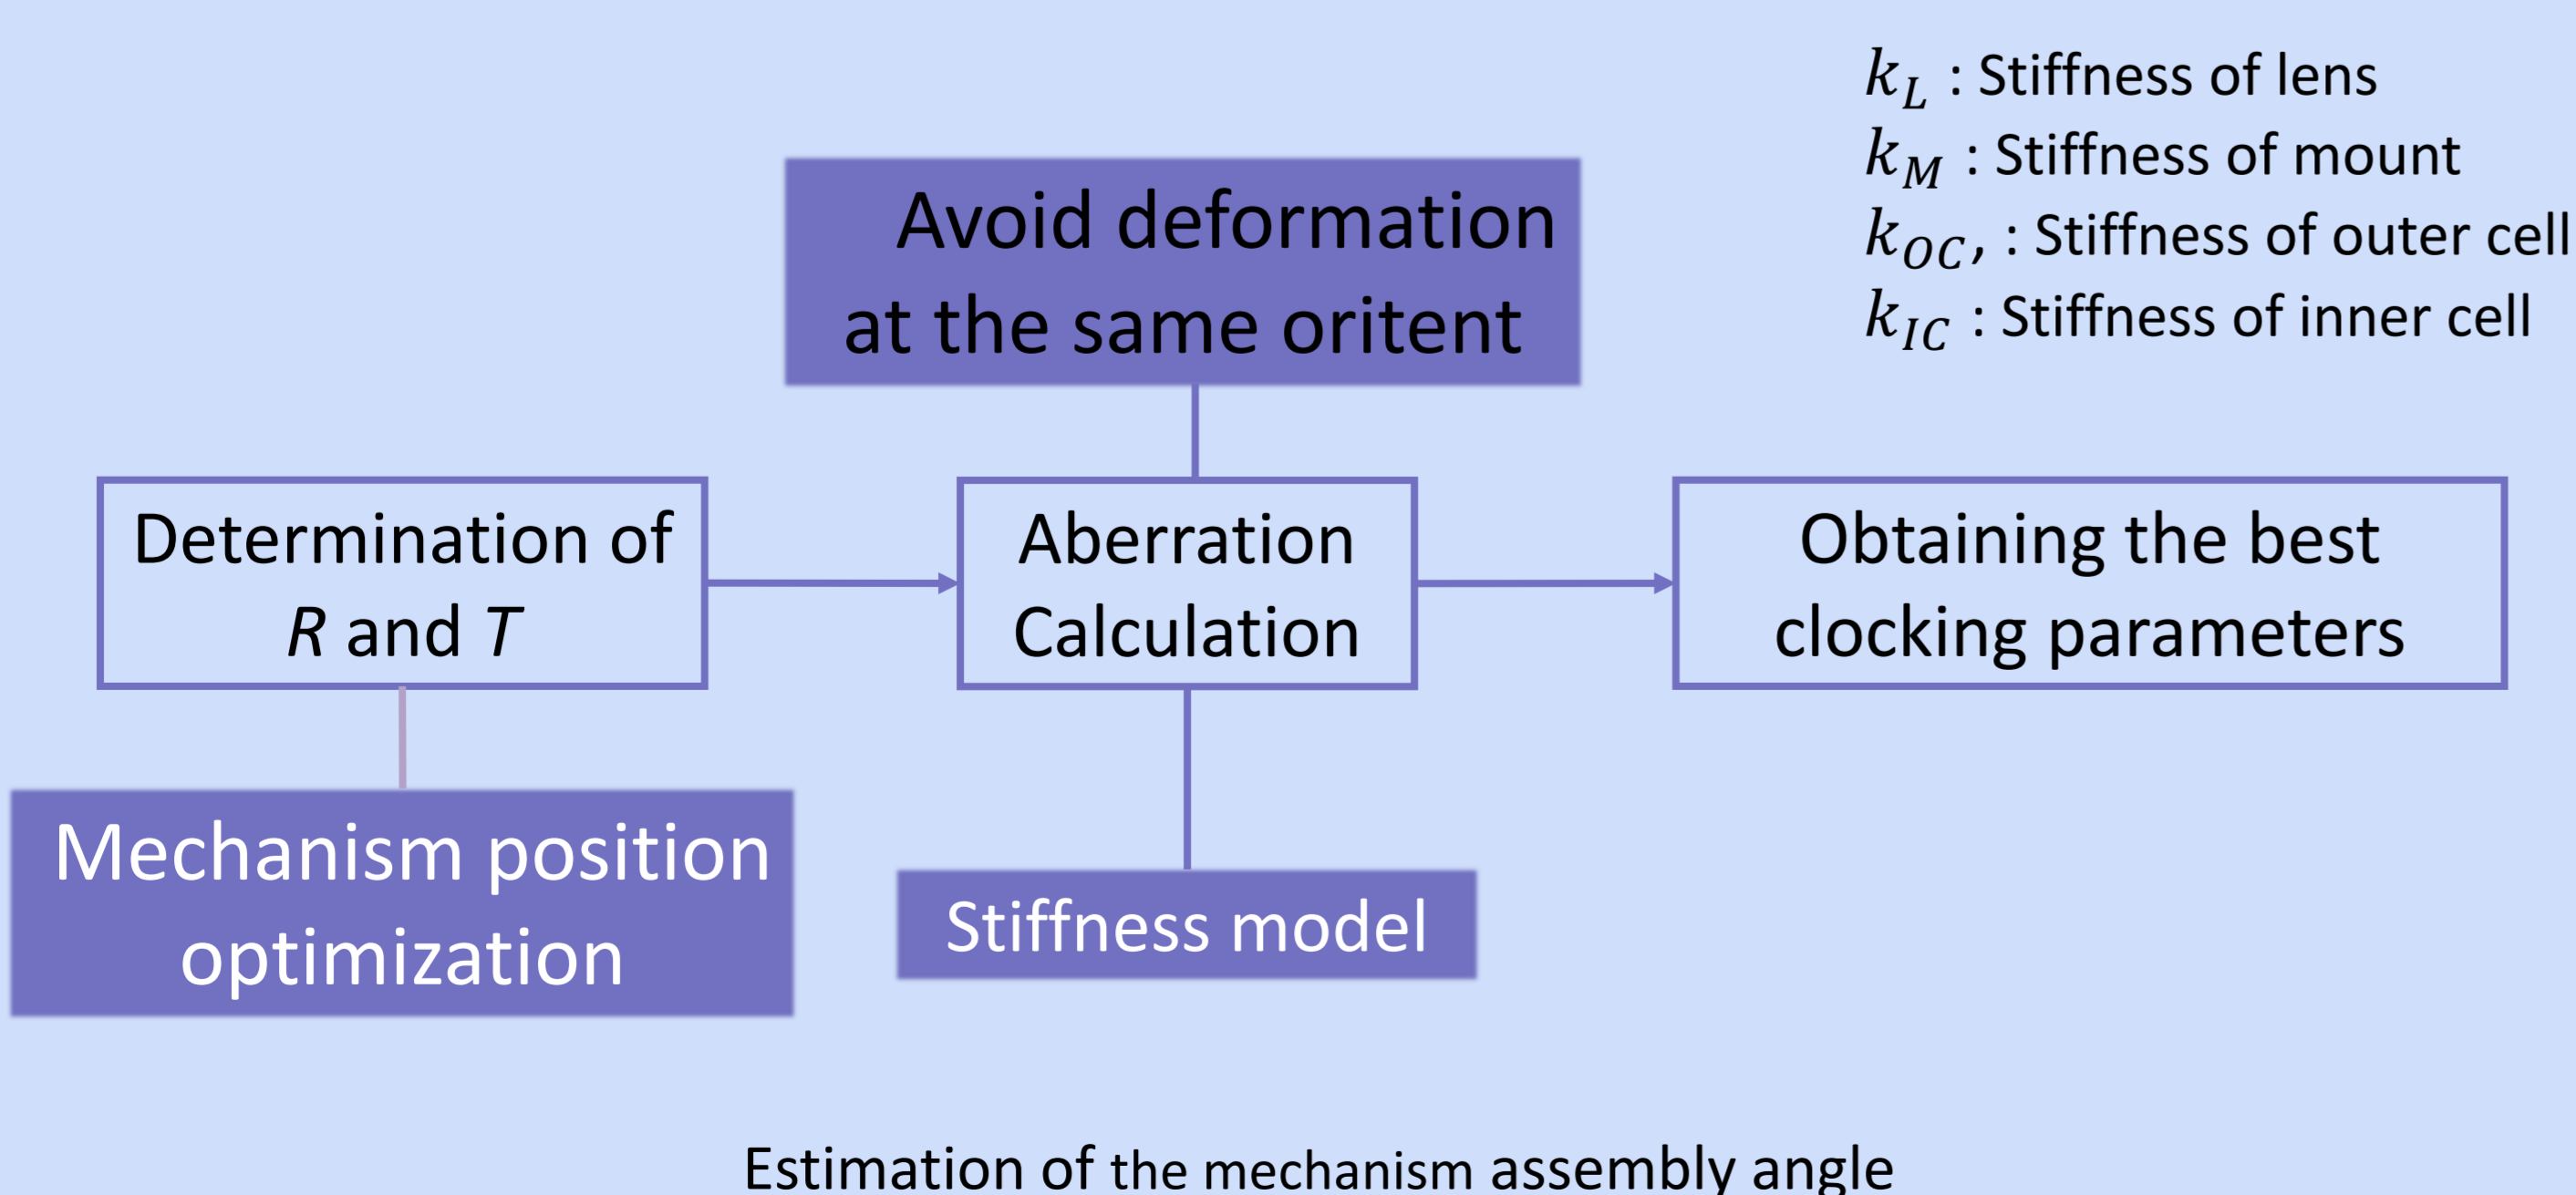 k_L : Stiffness of lens
k_M : Stiffness of mount
k_OC, : Stiffness of outer cell
k_IC : Stiffness of inner cell
Avoid deformation
at the same oritent
Determination of
R and T
Aberration
Calculation
Obtaining the best
clocking parameters
Mechanism position
optimization
Stiffness model
Estimation of the mechanism assembly angle